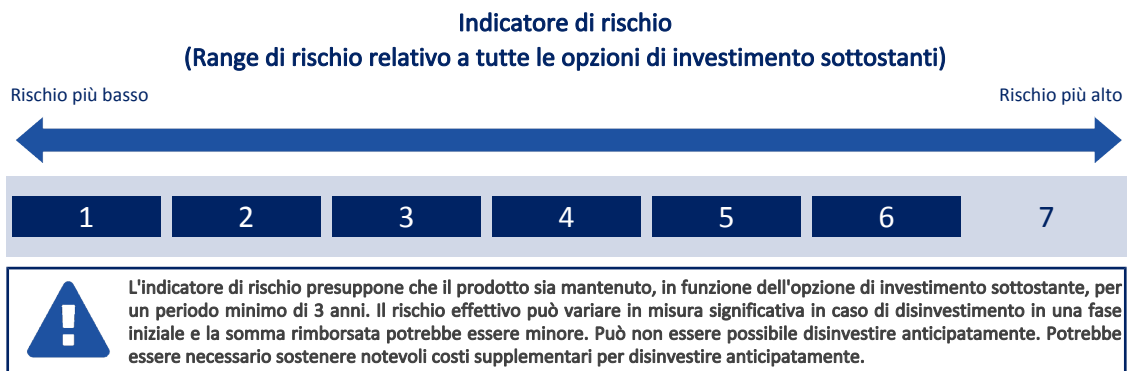 Indicatore di rischio
(Range di rischio relativo a tutte le opzioni di investimento sottostanti)
Rischio più basso
Rischio più alto
1 2 3 4 5 6 7
L'indicatore di rischio presuppone che il prodotto sia mantenuto, in funzione dell'opzione di investimento sottostante, per
un periodo minimo di 3 anni. Il rischio effettivo può variare in misura significativa in caso di disinvestimento in una fase
iniziale e la somma rimborsata potrebbe essere minore. Può non essere possibile disinvestire anticipatamente. Potrebbe
essere necessario sostenere notevoli costi supplementari per disinvestire anticipatamente.